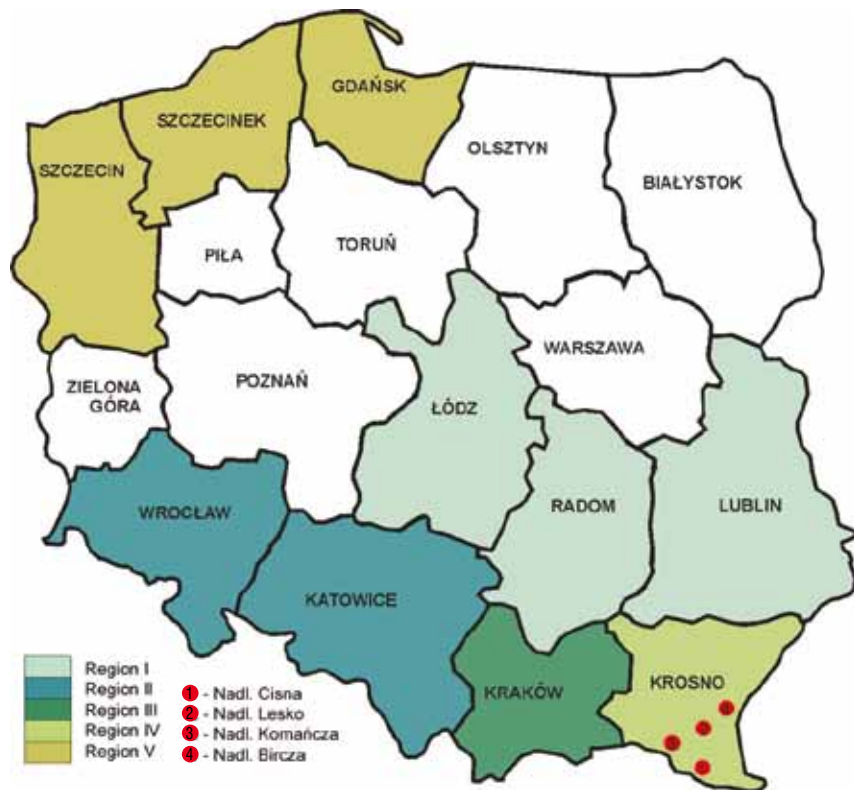 GDAŃSK
SZCZECINEK
OLSZTYN
SZCZECIN
BIAŁYSTOK
TORUŃ
PIŁA
WARSZAWA
POZNAŃ
ZIELONA
GÓRA
ŁÓDZ
RADOM
LUBLIN
WROCŁAW
KATOWICE
KRAKÓW
KROSNO
Region I
Region II
Region III
Region IV
Region V
1 - Nadl. Cisna
2 - Nadl. Lesko
3 - Nadl. Komańcza
4 - Nadl. Bircza